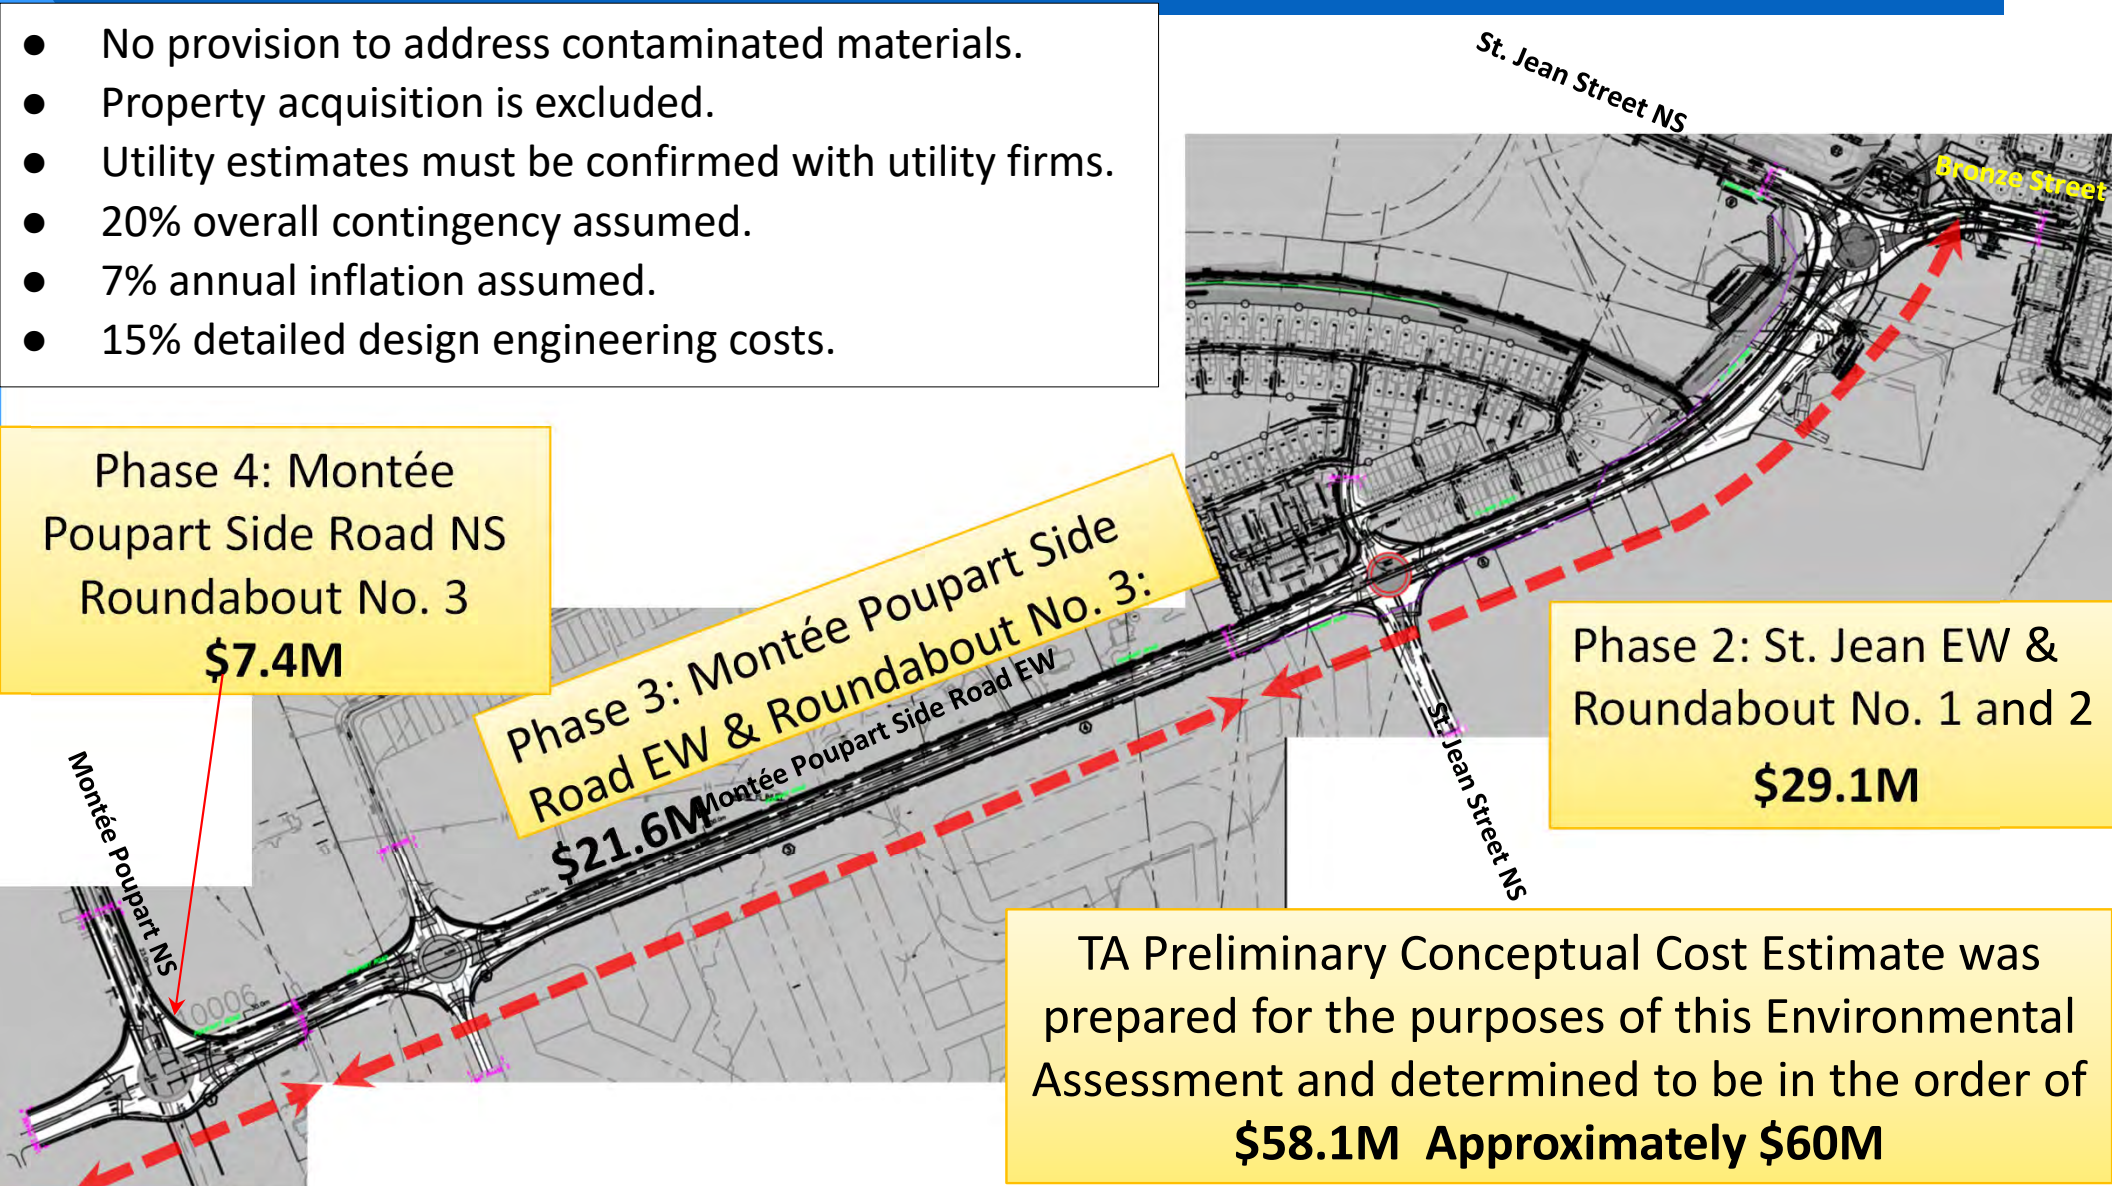 ● No provision to address contaminated materials.
● Property acquisition is excluded.
● Utility estimates must be confirmed with utility firms.
● 20% overall contingency assumed.
● 7% annual inflation assumed.
● 15% detailed design engineering costs.
St. Jean Street NS
Bronze Street
Phase 4: Montée
Poupart Side Road NS
Roundabout No. 3
$7.4M
Phase 3: Montée Poupart Side
Road EW & Roundabout No. 3:
$21.6M
Montée Poupart Side Road EW
Phase 2: St. Jean EW &
Roundabout No. 1 and 2
$29.1M
St. Jean Street NS
Montée Poupart NS
10006
TA Preliminary Conceptual Cost Estimate was
prepared for the purposes of this Environmental
Assessment and determined to be in the order of
$58.1M Approximately $60M